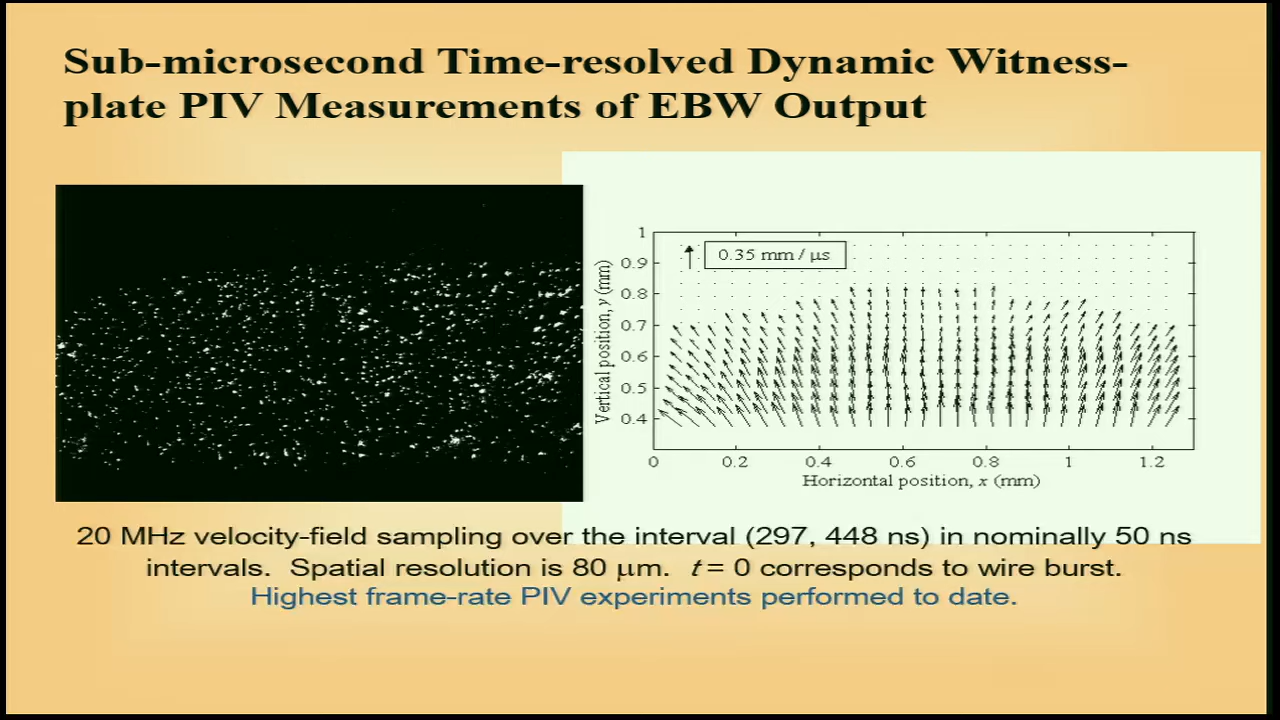 Sub-microsecond Time-resolved Dynamic Witness-
plate PIV Measurements of EBW Output
1
0.9
0.8
0.7
0.6
0.5
0.4
Vertical position, y (mm)
0.35 mm / μs
0 0.2 0.4 0.6 0.8 1 1.2
Horizontal position, x (mm)
20 MHz velocity-field sampling over the interval (297, 448 ns) in nominally 50 ns
intervals. Spatial resolution is 80 μm. t = 0 corresponds to wire burst.
Highest frame-rate PIV experiments performed to date.